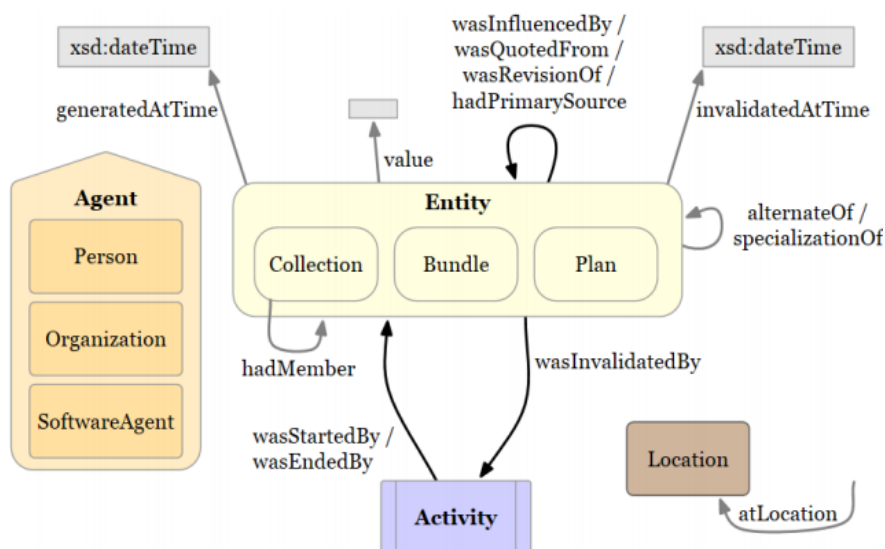 xsd:dateTime
wasInfluencedBy /
wasQuotedFrom /
wasRevisionOf /
hadPrimarySource
xsd:dateTime
generatedAtTime
value
invalidatedAtTime
Agent
Person
Organization
SoftwareAgent
Entity
Collection
Bundle
Plan
alternateOf /
specializationOf
hadMember
wasInvalidatedBy
wasStartedBy /
wasEndedBy
Location
atLocation
Activity